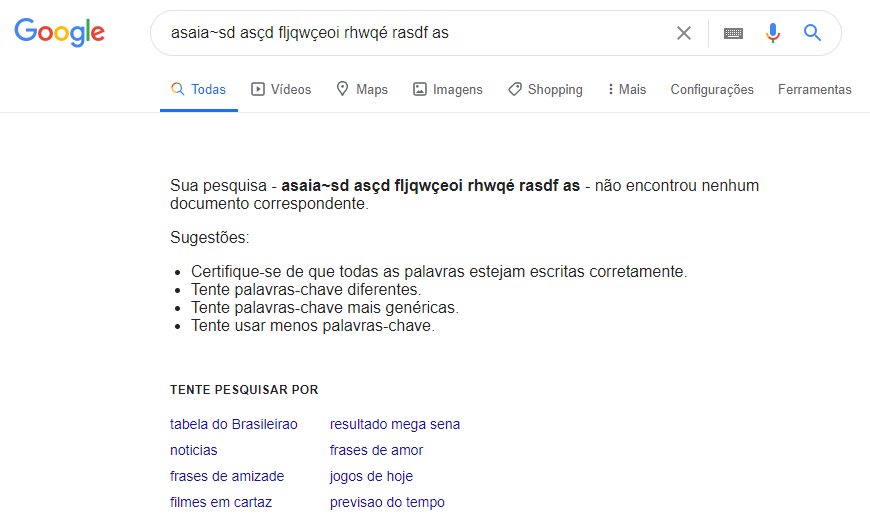 Google
asaia~sd asçd fljqwçeoi rhwqé rasdf as
Todas Vídeos Maps Imagens Shopping Mais Configurações Ferramentas
Sua pesquisa - asaia~sd asçd fljqwçeoi rhwqé rasdf as - não encontrou nenhum
documento correspondente.
Sugestões:
• Certifique-se de que todas as palavras estejam escritas corretamente.
• Tente palavras-chave diferentes.
• Tente palavras-chave mais genéricas.
• Tente usar menos palavras-chave.
TENTE PESQUISAR POR
tabela do Brasileirao resultado mega sena
noticias frases de amor
frases de amizade jogos de hoje
filmes em cartaz previsao do tempo